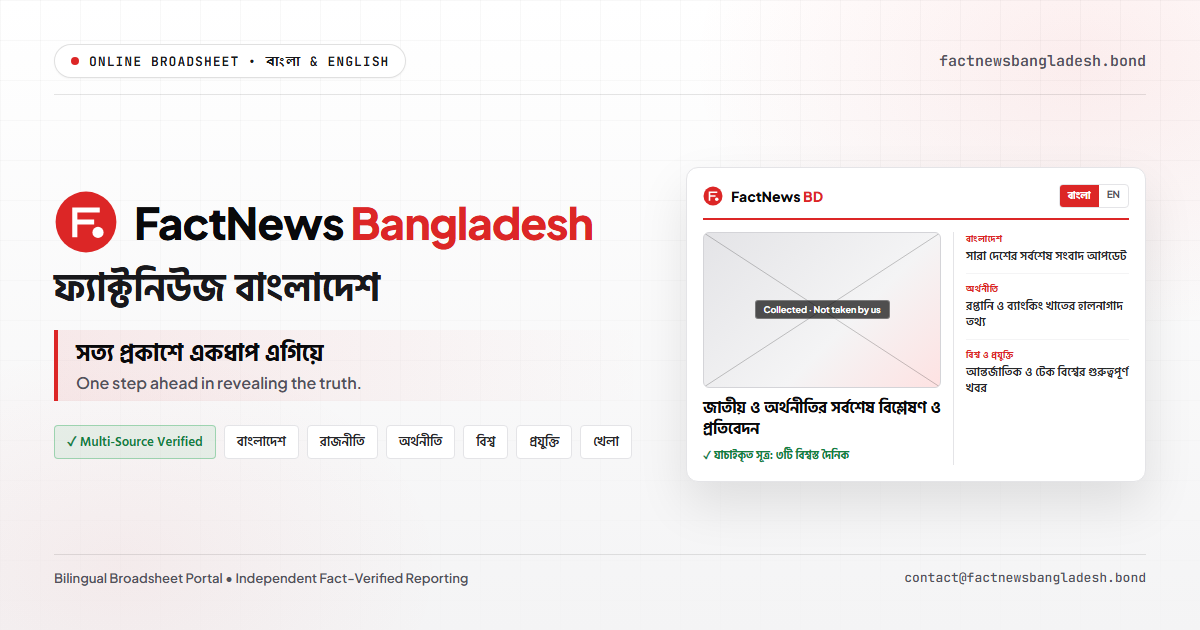 ONLINE BROADSHEET • বাংলা & ENGLISH
factnewsbangladesh.bond
FactNews Bangladesh
ফ্যাক্টনিউজ বাংলাদেশ
সত্য প্রকাশে একধাপ এগিয়ে
One step ahead in revealing the truth.
✓ Multi-Source Verified
বাংলাদেশ
রাজনীতি
অর্থনীতি
বিশ্ব
প্রযুক্তি
খেলা
FactNews BD
বাংলা
EN
Collected · Not taken by us
জাতীয় ও অর্থনীতির সর্বশেষ বিশ্লেষণ ও
প্রতিবেদন
✓ যাচাইকৃত সূত্র: ৩টি বিশ্বস্ত দৈনিক
বাংলাদেশ
সারা দেশের সর্বশেষ সংবাদ আপডেট
অর্থনীতি
রপ্তানি ও ব্যাংকিং খাতের হালনাগাদ
তথ্য
বিশ্ব ও প্রযুক্তি
আন্তর্জাতিক ও টেক বিশ্বের গুরুত্বপূর্ণ
খবর
Bilingual Broadsheet Portal • Independent Fact-Verified Reporting
contact@factnewsbangladesh.bond